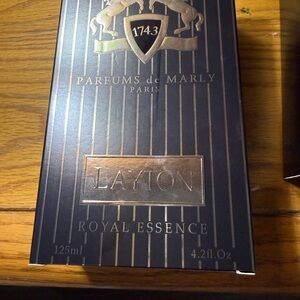 1743
PARFUMS de MARLY
PARIS
LAYTON
ROYAL ESSENCE
125ml 4.2fl.Oz